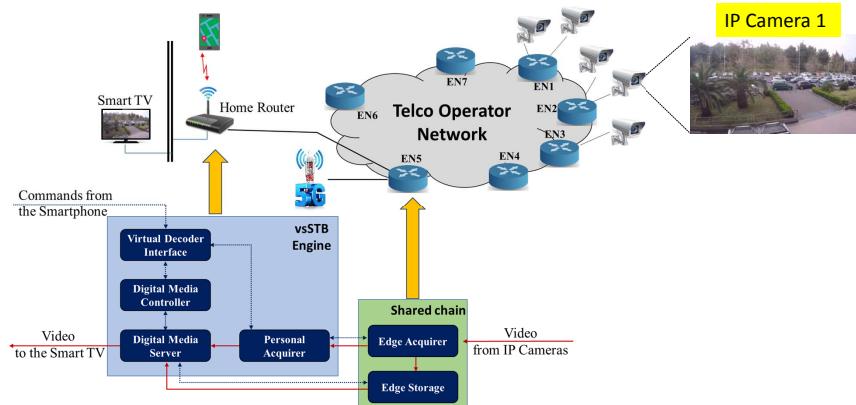 IP Camera 1
EN1
EN7
Smart TV
Home Router
EN6
Telco Operator
Network
EN2
EN3
EN4
EN5
5G
Commands from
the Smartphone
vsSTB
Engine
Virtual Decoder
Interface
Digital Media
Controller
Shared chain
Video
to the Smart TV
Digital Media
Server
Personal
Acquirer
Edge Acquirer
Video
from IP Cameras
Edge Storage